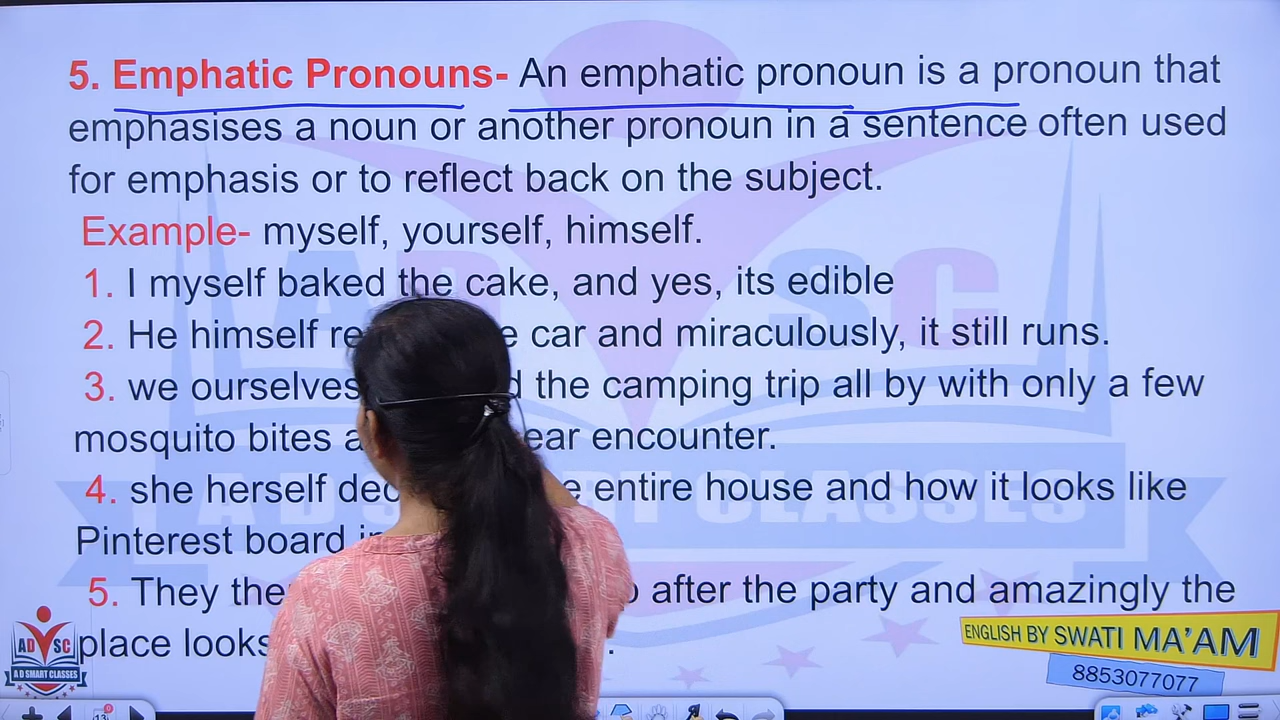 5. Emphatic Pronouns- An emphatic pronoun is a pronoun that
emphasises a noun or another pronoun in a sentence often used
for emphasis or to reflect back on the subject.
Example- myself, yourself, himself.
1. I myself baked the cake, and yes, its edible
2. He himself car and miraculously, it still runs.
3. we ourselves the camping trip all by with only a few
mosquito bites encounter.
4. she herself entire house and how it looks like
Pinterest board
5. They after the party and amazingly the
place looks
AD SC
A D SMART CLASSES
ENGLISH BY SWATI MA'AM
8853077077
A D SMART CLASSES
13